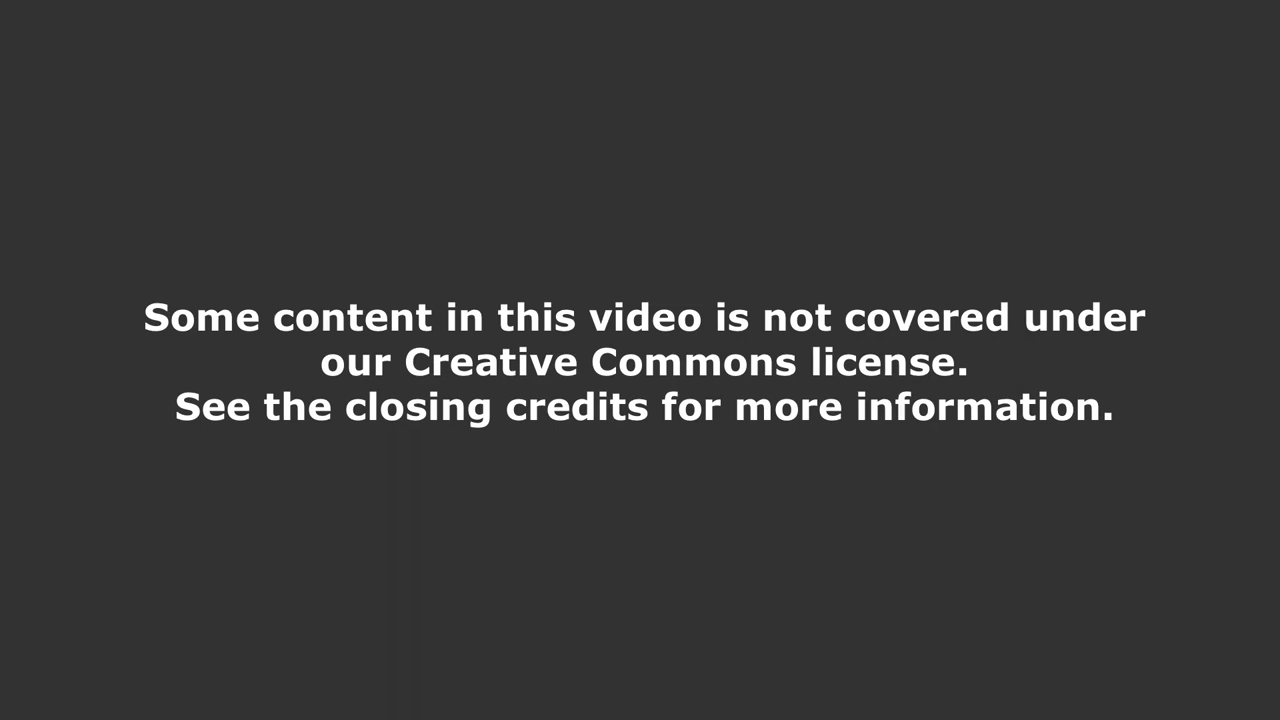 Some content in this video is not covered under
our Creative Commons license.
See the closing credits for more information.